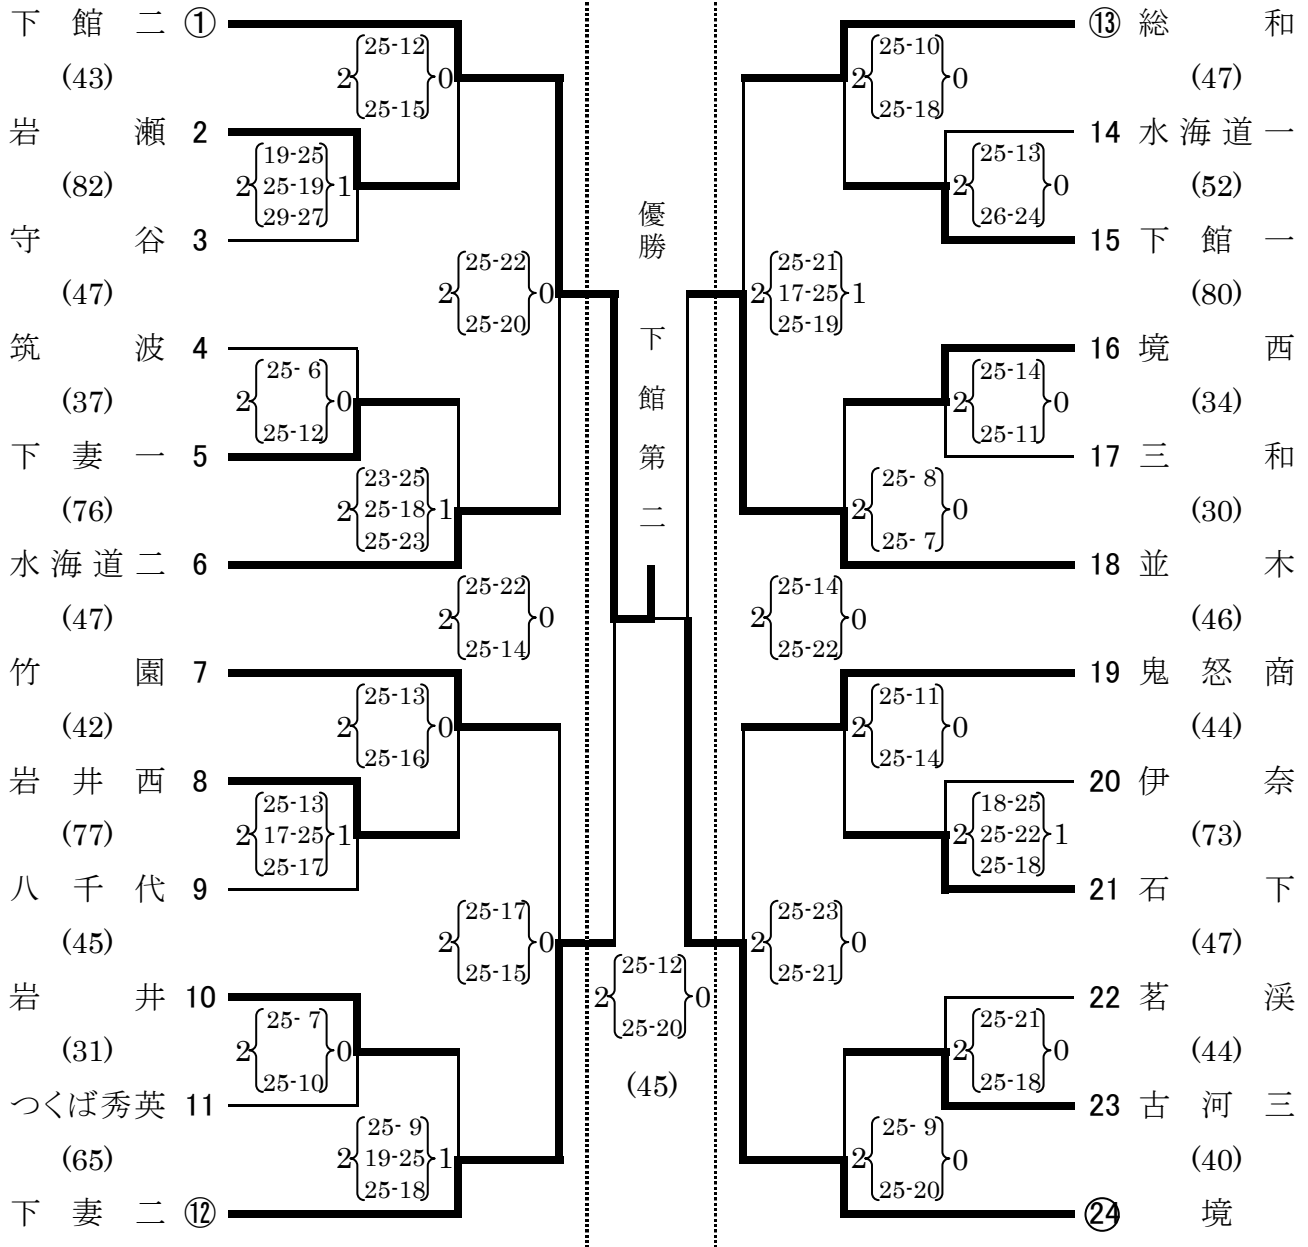 下館二 ①
(43)
岩瀬 2
(82)
守谷 3
(47)
筑波 4
(37)
下妻一 5
(76)
水海道二 6
(47)
竹園 7
(42)
岩井西 8
(77)
八千代 9
(45)
岩井 10
(31)
つくば秀英 11
(65)
下妻二 ⑫
25-12
2 0
25-15
19-25
2 25-19 1
29-27
25-22
2 0
25-20
25- 6
2 0
25-12
23-25
2 25-18 1
25-23
25-22
2 0
25-14
25-13
2 0
25-16
25-13
2 17-25 1
25-17
25-17
2 0
25-15
25- 7
2 0
25-10
25- 9
2 19-25 1
25-18
優勝
下館第二
25-12
2 0
25-20
(45)
25-10
2 0
25-18
25-13
2 0
26-24
25-21
2 17-25 1
25-19
25-14
2 0
25-11
25- 8
2 0
25- 7
25-14
2 0
25-22
25-11
2 0
25-14
18-25
2 25-22 1
25-18
25-23
2 0
25-21
25-21
2 0
25-18
25- 9
2 0
25-20
⑬ 総和
(47)
14 水海道一
(52)
15 下館一
(80)
16 境西
(34)
17 三和
(30)
18 並木
(46)
19 鬼怒商
(44)
20 伊奈
(73)
21 石下
(47)
22 茗渓
(44)
23 古河三
(40)
㉔ 境